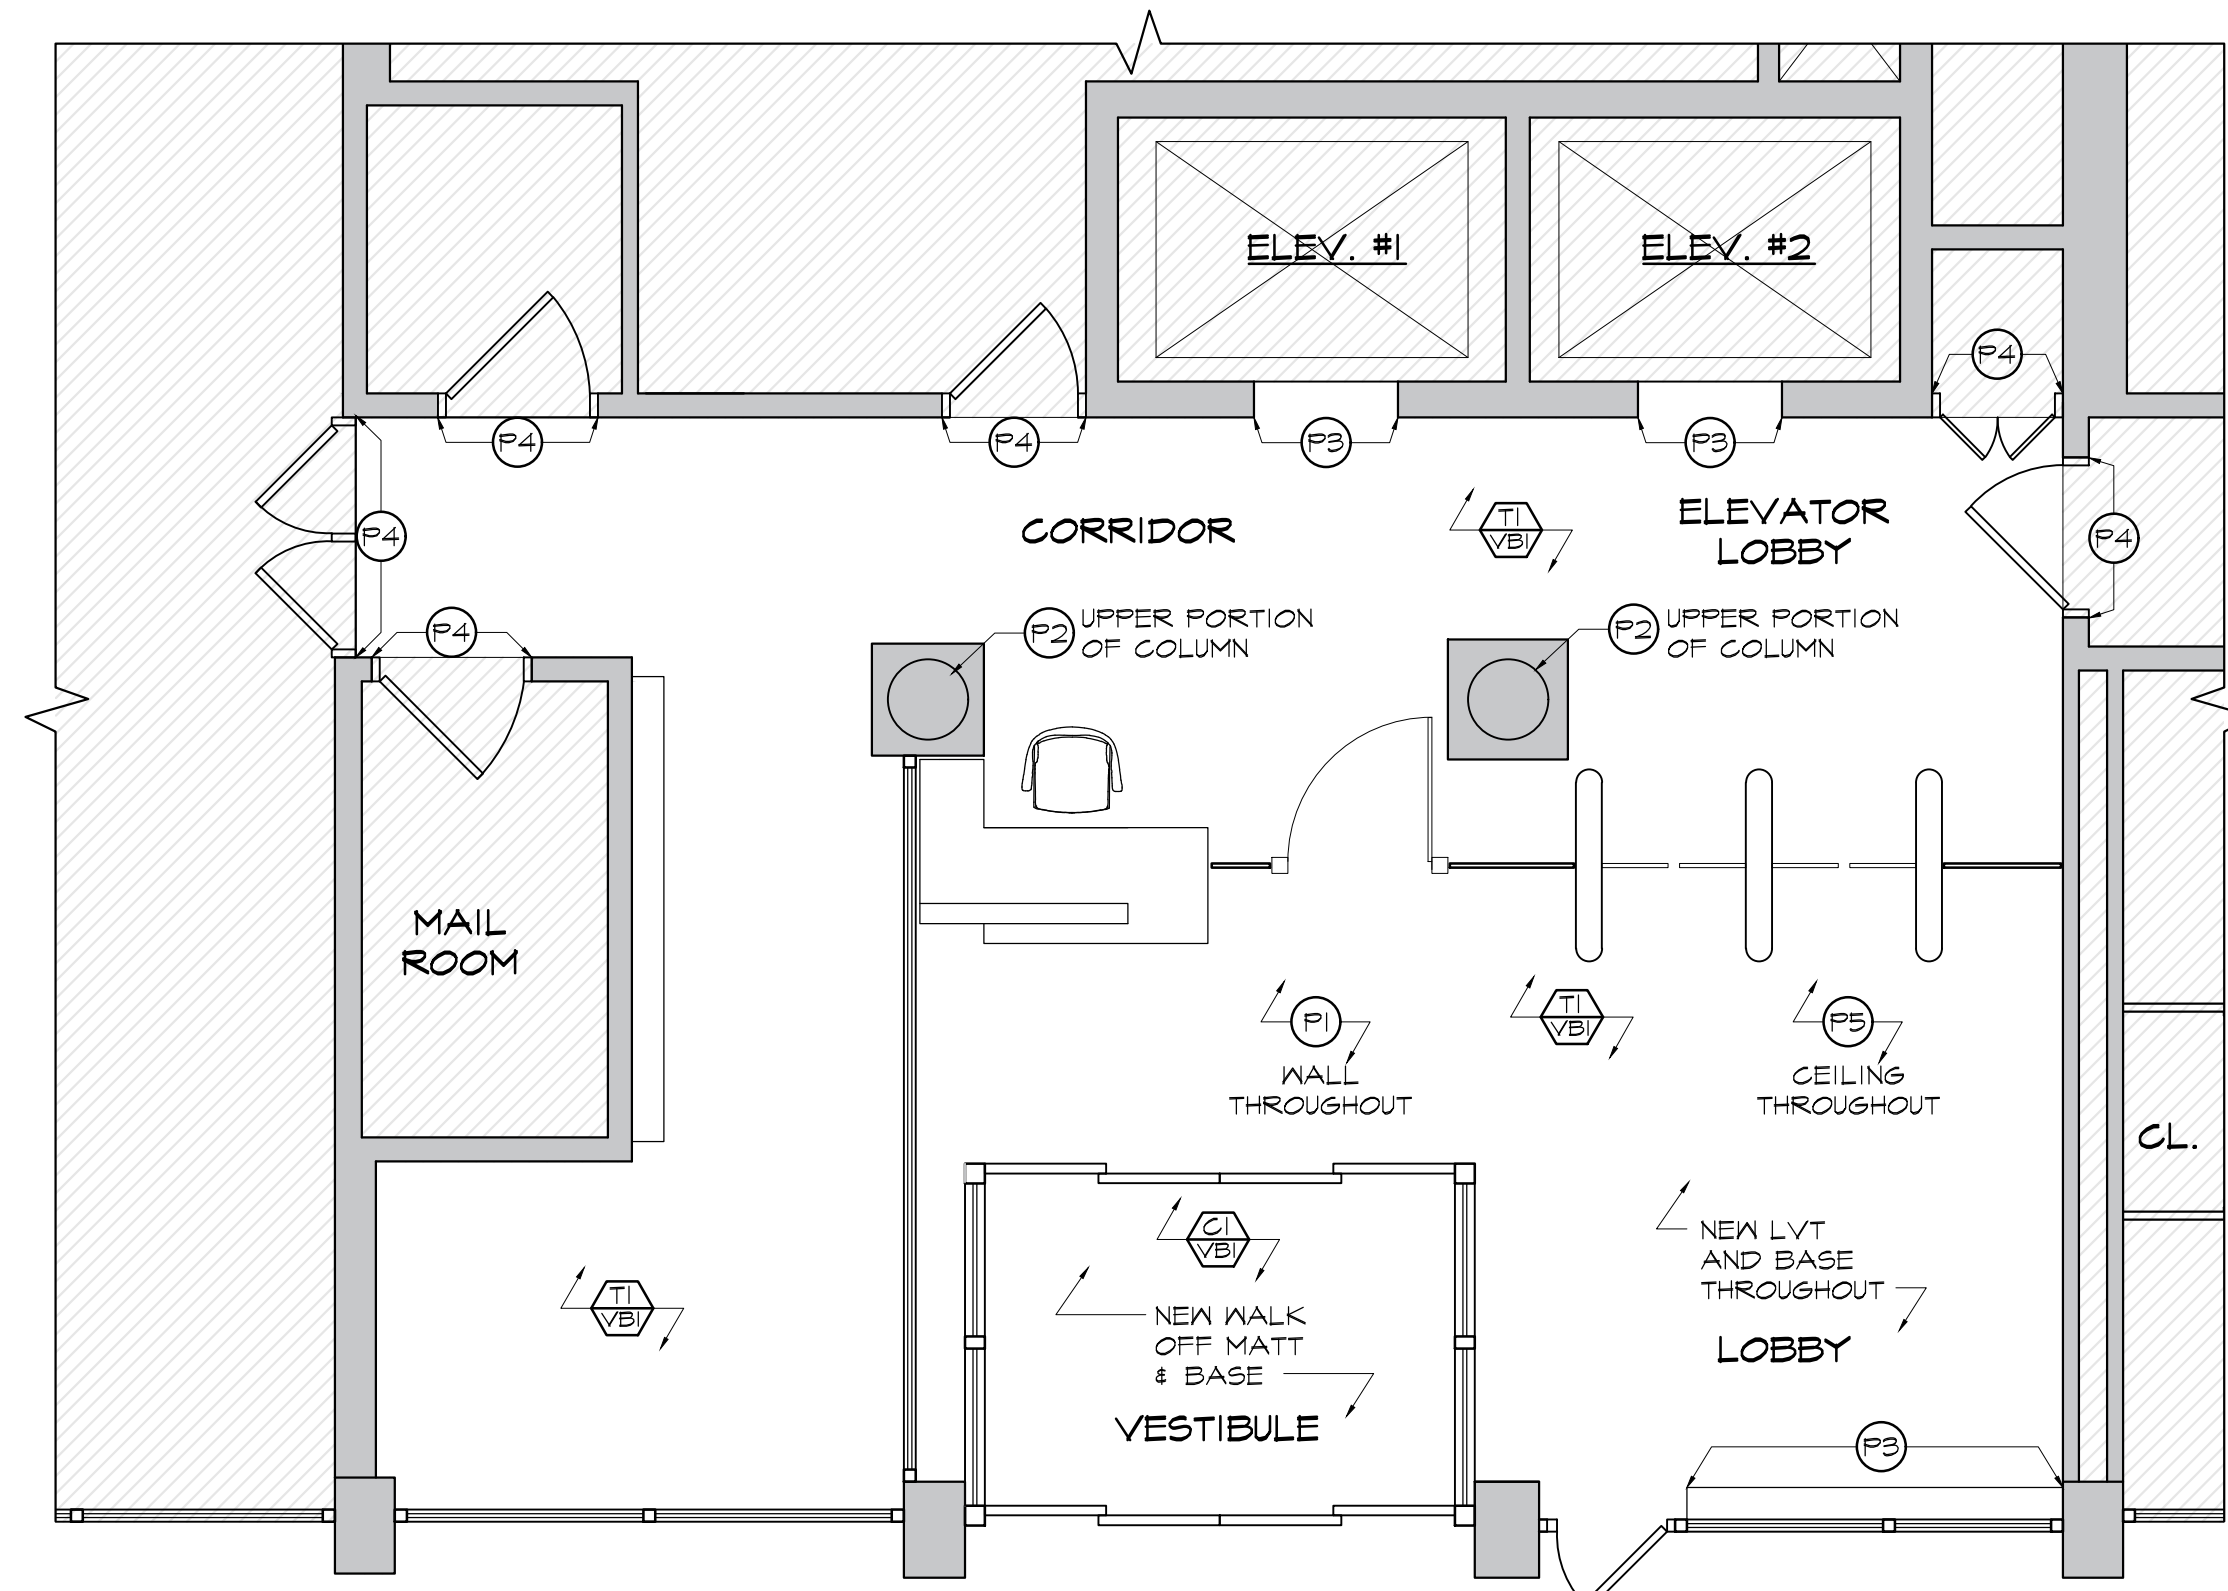 ELEV. #1
ELEV. #2
P4
P4
P4
P3
P3
P4
P4
CORRIDOR
T1
VB1
ELEVATOR
LOBBY
P4
P2 UPPER PORTION
OF COLUMN
P2 UPPER PORTION
OF COLUMN
MAIL
ROOM
P1
WALL
THROUGHOUT
T1
VB1
P5
CEILING
THROUGHOUT
CL.
C1
VB1
NEW LVT
AND BASE
THROUGHOUT
T1
VB1
NEW WALK
OFF MATT
& BASE
LOBBY
VESTIBULE
P3